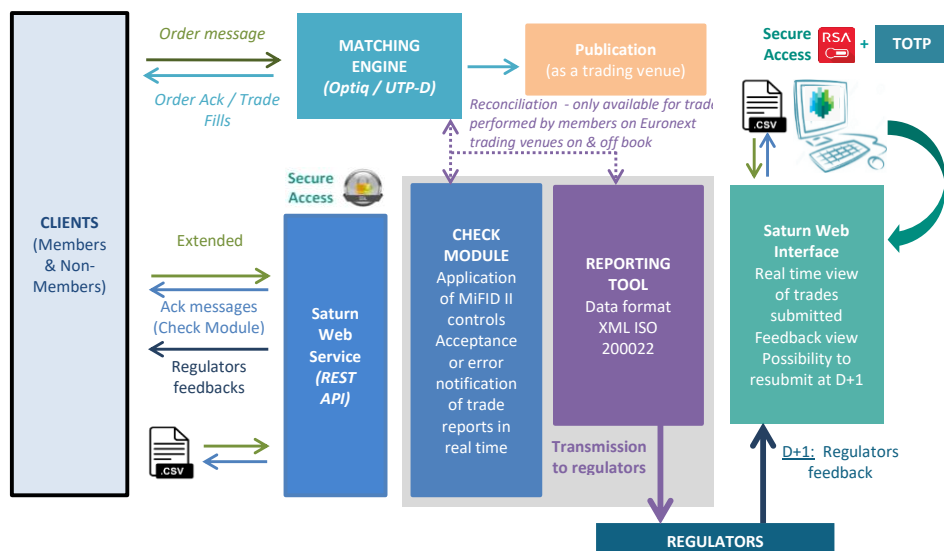 Order message
Order Ack / Trade
Fills
MATCHING
ENGINE
(Optiq / UTP-D)
Publication
(as a trading venue)
Secure
Access
RSA
+
TOTP
Reconciliation - only available for trade
performed by members on Euronext
trading venues on & off book
.CSV
Secure
Access
CLIENTS
(Members
& Non-
Members)
Extended
Ack messages
(Check Module)
Regulators
feedbacks
.CSV
Saturn
Web
Service
(REST
API)
CHECK
MODULE
Application
of MiFID II
controls
Acceptance
or error
notification
of trade
reports in
real time
REPORTING
TOOL
Data format
XML ISO
200022
Transmission
to regulators
Saturn Web
Interface
Real time view
of trades
submitted
Feedback view
Possibility to
resubmit at D+1
D+1: Regulators
feedback
REGULATORS